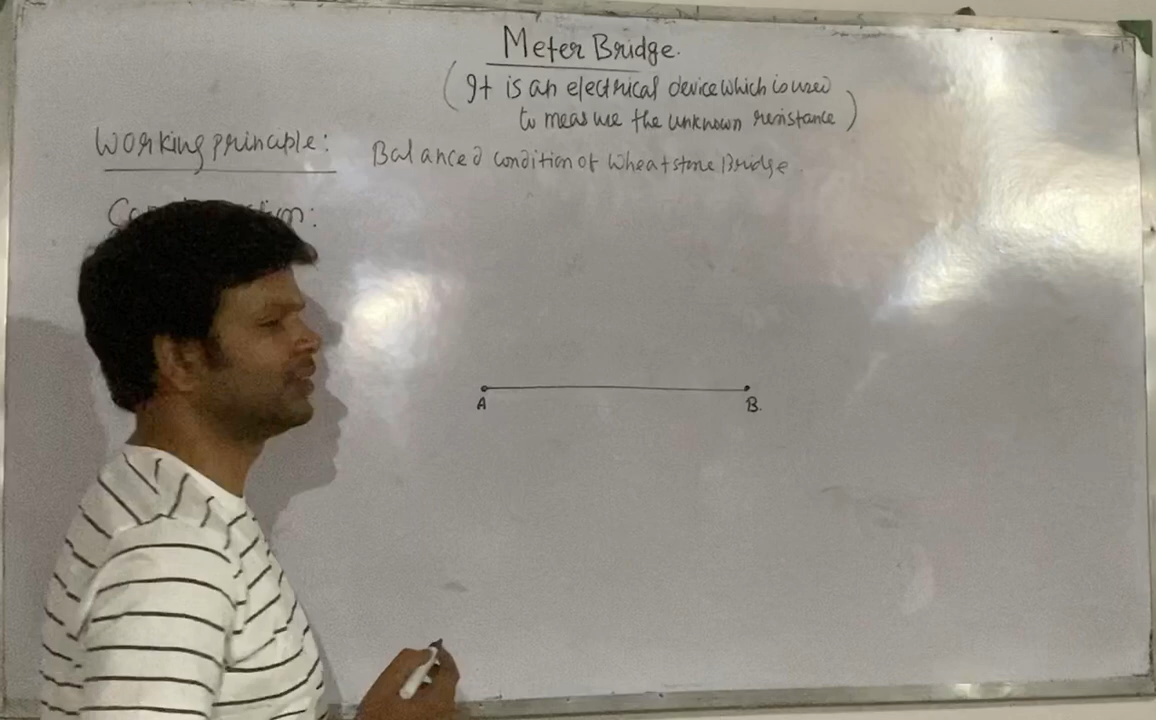 Meter Bridge.
(It is an electrical device which is used
to measure the unknown resistance)
Working principle: Balanced condition of Wheatstone Bridge.
A B.